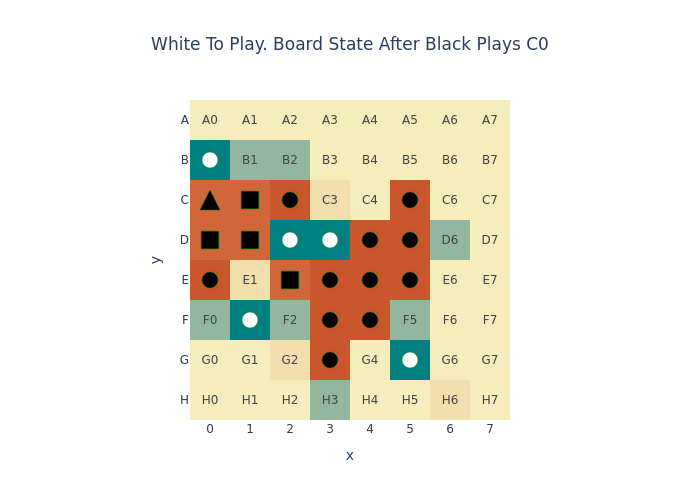 White To Play. Board State After Black Plays C0
A A0 A1 A2 A3 A4 A5 A6 A7
B B1 B2 B3 B4 B5 B6 B7
C C3 C4 C6 C7
D D6 D7
E E1 E6 E7
F F0 F2 F5 F6 F7
G G0 G1 G2 G4 G6 G7
H H0 H1 H2 H3 H4 H5 H6 H7
0 1 2 3 4 5 6 7
x
y